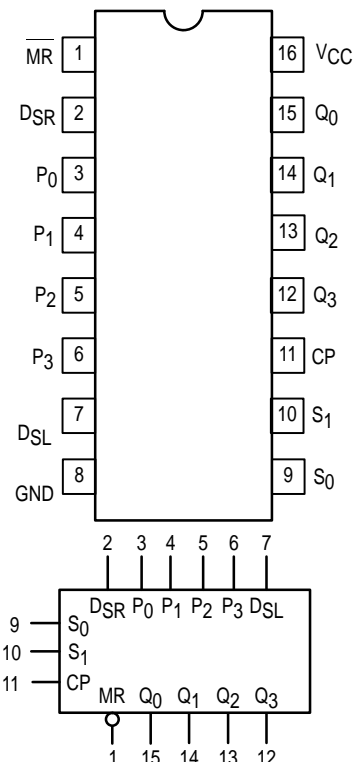 M̅R̅ 1 16 VCC
DSR 2 15 Q0
P0 3 14 Q1
P1 4 13 Q2
P2 5 12 Q3
P3 6 11 CP
DSL 7 10 S1
GND 8 9 S0
2 3 4 5 6 7
DSR P0 P1 P2 P3 DSL
9 S0
10 S1
11 CP
MR Q0 Q1 Q2 Q3
1 15 14 13 12